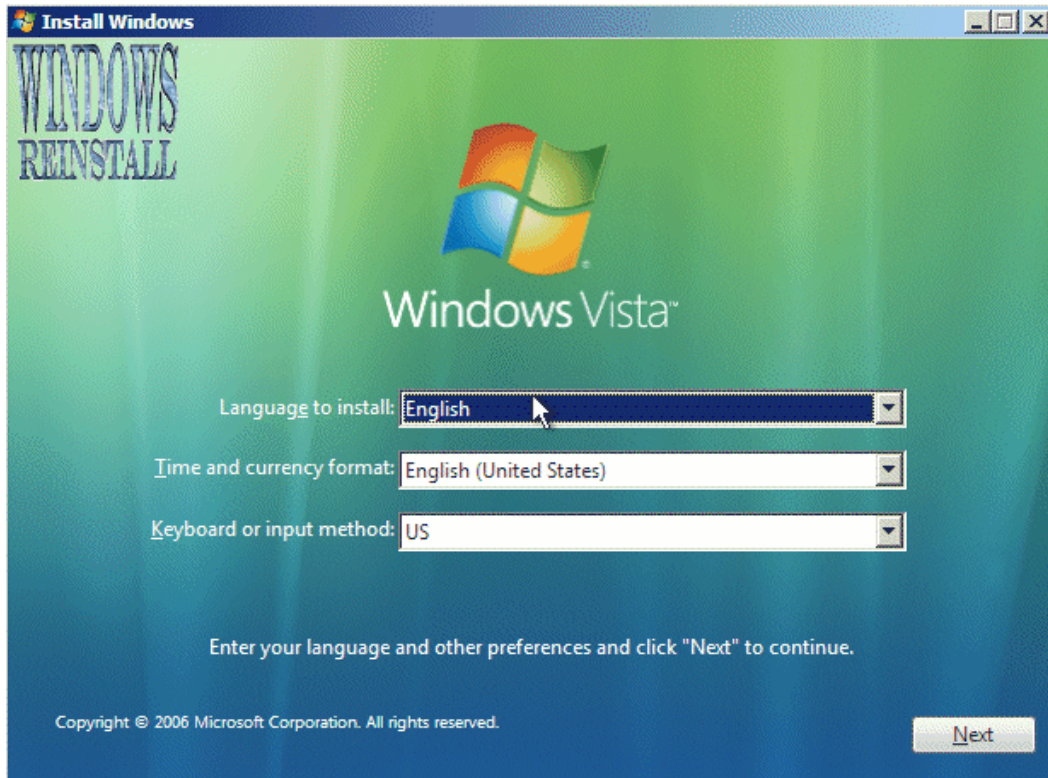 Install Windows
WINDOWS
REINSTALL
Windows Vista™
Language to install: English
Time and currency format: English (United States)
Keyboard or input method: US
Enter your language and other preferences and click "Next" to continue.
Copyright © 2006 Microsoft Corporation. All rights reserved.
Next